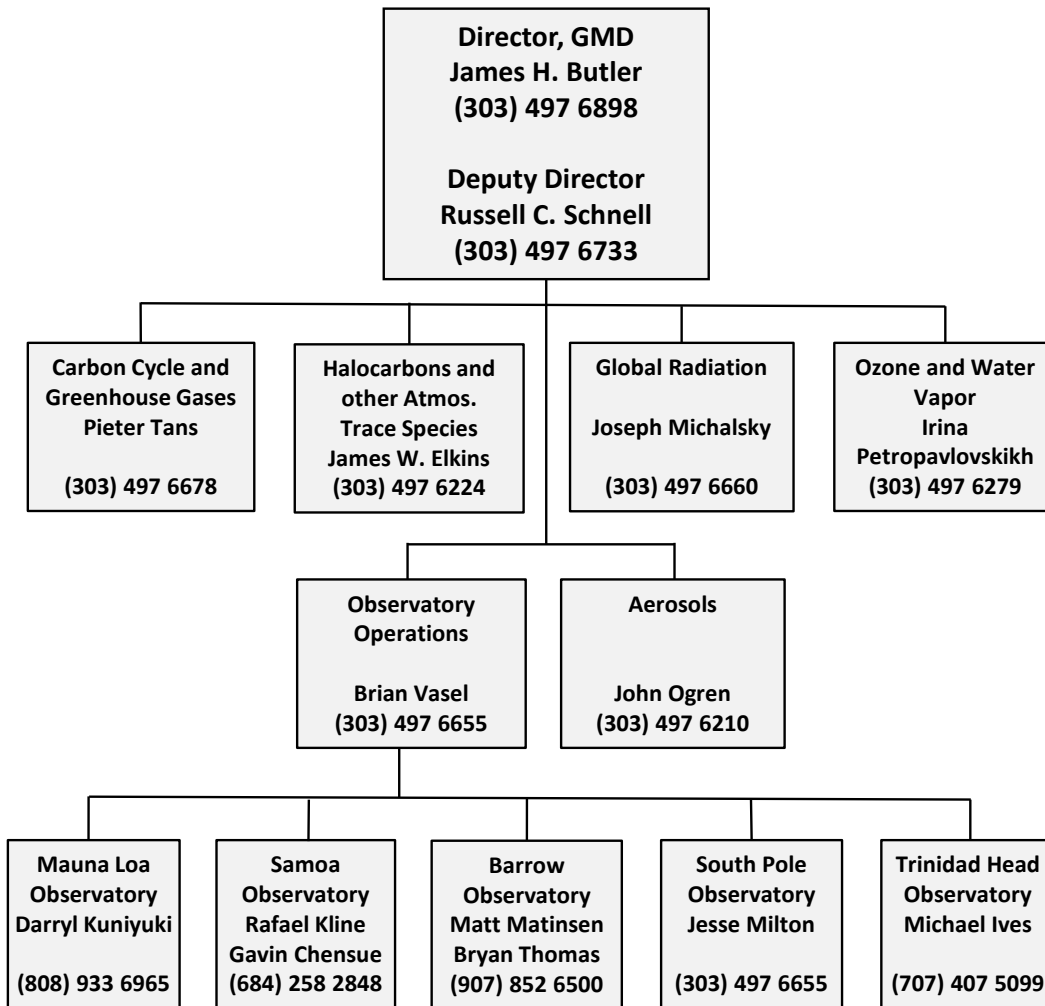 Director, GMD
James H. Butler
(303) 497 6898
Deputy Director
Russell C. Schnell
(303) 497 6733
Carbon Cycle and
Greenhouse Gases
Pieter Tans
(303) 497 6678
Halocarbons and
other Atmos.
Trace Species
James W. Elkins
(303) 497 6224
Global Radiation
Joseph Michalsky
(303) 497 6660
Ozone and Water
Vapor
Irina
Petropavlovskikh
(303) 497 6279
Observatory
Operations
Brian Vasel
(303) 497 6655
Aerosols
John Ogren
(303) 497 6210
Mauna Loa
Observatory
Darryl Kuniyuki
(808) 933 6965
Samoa
Observatory
Rafael Kline
Gavin Chensue
(684) 258 2848
Barrow
Observatory
Matt Matinsen
Bryan Thomas
(907) 852 6500
South Pole
Observatory
Jesse Milton
(303) 497 6655
Trinidad Head
Observatory
Michael Ives
(707) 407 5099